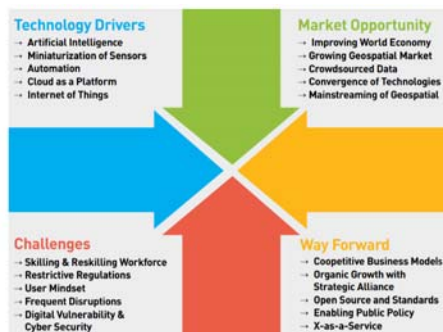 Technology Drivers
→ Artificial Intelligence
→ Miniaturization of Sensors
→ Automation
→ Cloud as a Platform
→ Internet of Things
Market Opportunity
→ Improving World Economy
→ Growing Geospatial Market
→ Crowdsourced Data
→ Convergence of Technologies
→ Mainstreaming of Geospatial
Challenges
→ Skilling & Reskilling Workforce
→ Restrictive Regulations
→ User Mindset
→ Frequent Disruptions
→ Digital Vulnerability &
Cyber Security
Way Forward
→ Coopetitive Business Models
→ Organic Growth with
Strategic Alliance
→ Open Source and Standards
→ Enabling Public Policy
→ X-as-a-Service